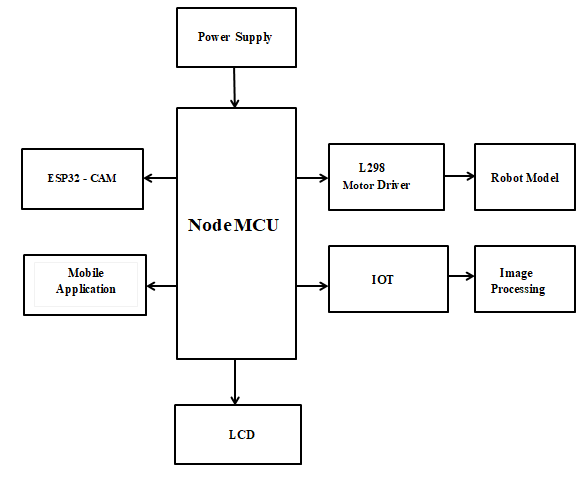 Power Supply
ESP32 - CAM
Mobile
Application
Node MCU
L298
Motor Driver
Robot Model
IOT
Image
Processing
LCD